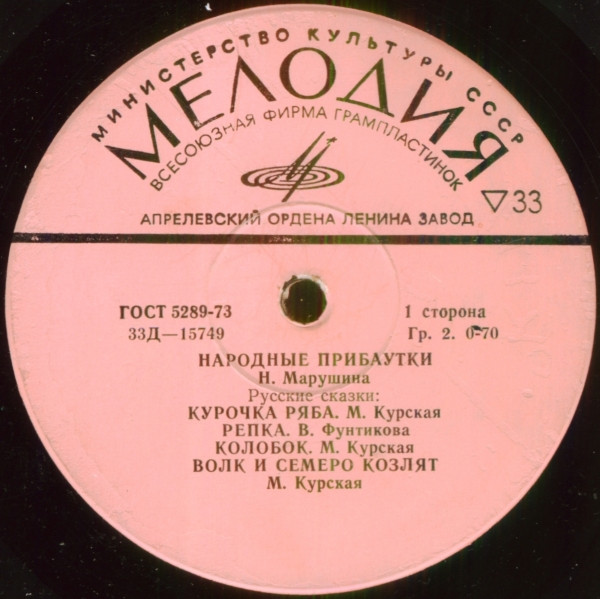 МИНИСТЕРСТВО КУЛЬТУРЫ СССР
МЕЛОДИЯ
ВСЕСОЮЗНАЯ ФИРМА ГРАМПЛАСТИНОК
▽33
АПРЕЛЕВСКИЙ ОРДЕНА ЛЕНИНА ЗАВОД
ГОСТ 5289-73
1 сторона
33Д—15749
Гр. 2. 0-70
НАРОДНЫЕ ПРИБАУТКИ
Н. Марушина
Русские сказки:
КУРОЧКА РЯБА. М. Курская
РЕПКА. В. Фунтикова
КОЛОБОК. М. Курская
ВОЛК И СЕМЕРО КОЗЛЯТ
М. Курская